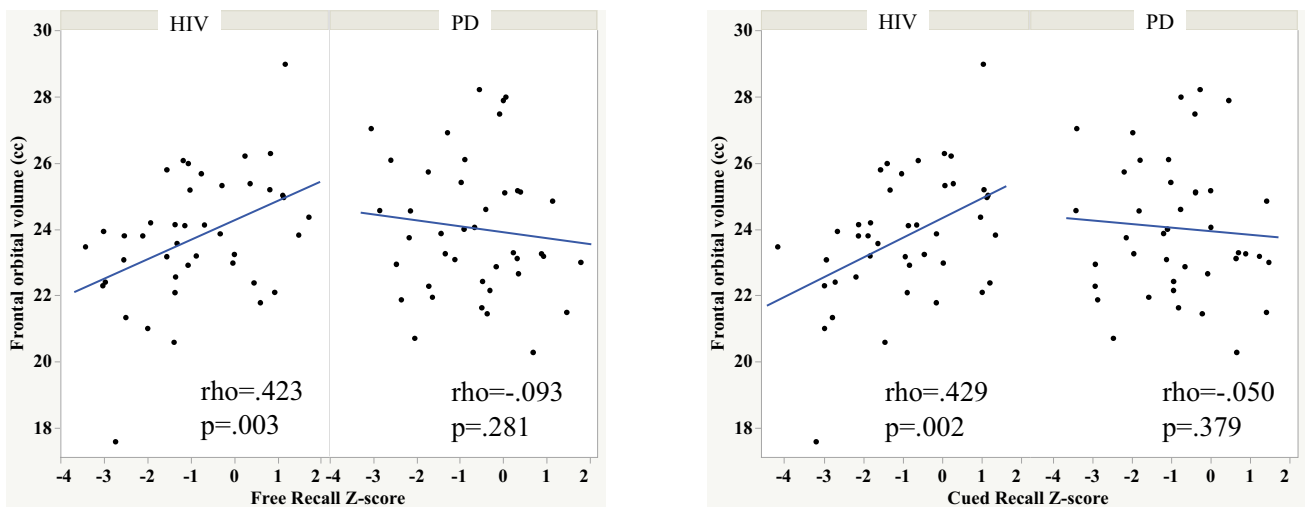 HIV PD
30
28
26
24
22
20
18
Frontal orbital volume (cc)
rho=.423 rho=-.093
p=.003 p=.281
-4 -3 -2 -1 0 1 2 -4 -3 -2 -1 0 1 2
Free Recall Z-score
HIV PD
30
28
26
24
22
20
18
Frontal orbital volume (cc)
rho=.429 rho=-.050
p=.002 p=.379
-4 -3 -2 -1 0 1 2 -4 -3 -2 -1 0 1 2
Cued Recall Z-score